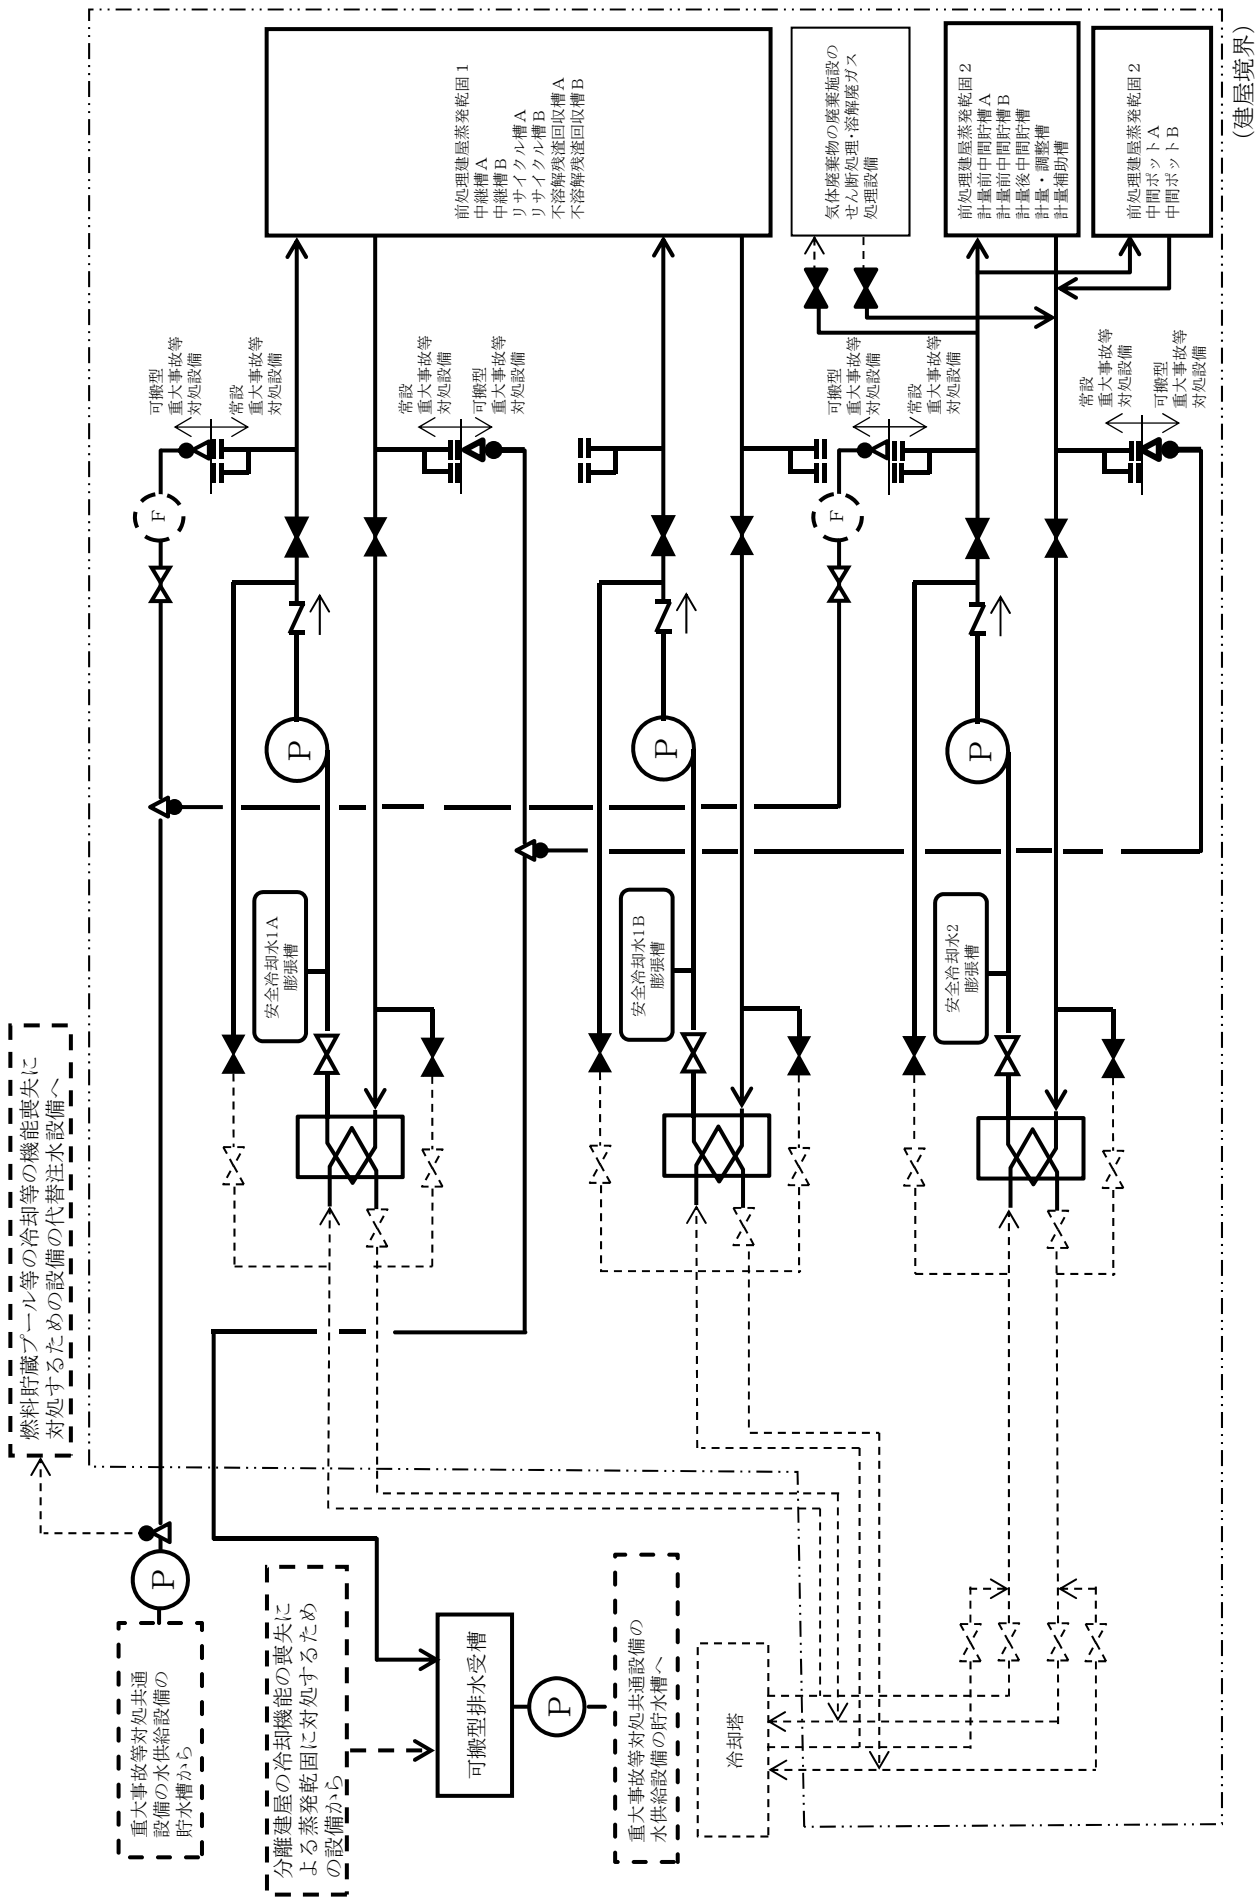 (建屋境界)
前処理建屋蒸発乾固1
中継槽A
中継槽B
リサイクル槽A
リサイクル槽B
不溶解残渣回収槽A
不溶解残渣回収槽B
気体廃棄物の廃棄施設の
せん断処理・溶解廃ガス
処理設備
前処理建屋蒸発乾固2
計量前中間貯槽A
計量前中間貯槽B
計量後中間貯槽
計量・調整槽
計量補助槽
前処理建屋蒸発乾固2
中間ポットA
中間ポットB
可搬型
重大事故等
対処設備
常設
重大事故等
対処設備
常設
重大事故等
対処設備
可搬型
重大事故等
対処設備
可搬型
重大事故等
対処設備
常設
重大事故等
対処設備
常設
重大事故等
対処設備
可搬型
重大事故等
対処設備
F
F
P
P
P
安全冷却水1A
膨張槽
安全冷却水1B
膨張槽
安全冷却水2
膨張槽
燃料貯蔵プール等の冷却等の機能喪失に
対処するための設備の代替注水設備へ
P
重大事故等対処共通
設備の水供給設備の
貯水槽から
分離建屋の冷却機能の喪失に
よる蒸発乾固に対処するため
の設備から
可搬型排水受槽
P
重大事故等対処共通設備の
水供給設備の貯水槽へ
冷却塔